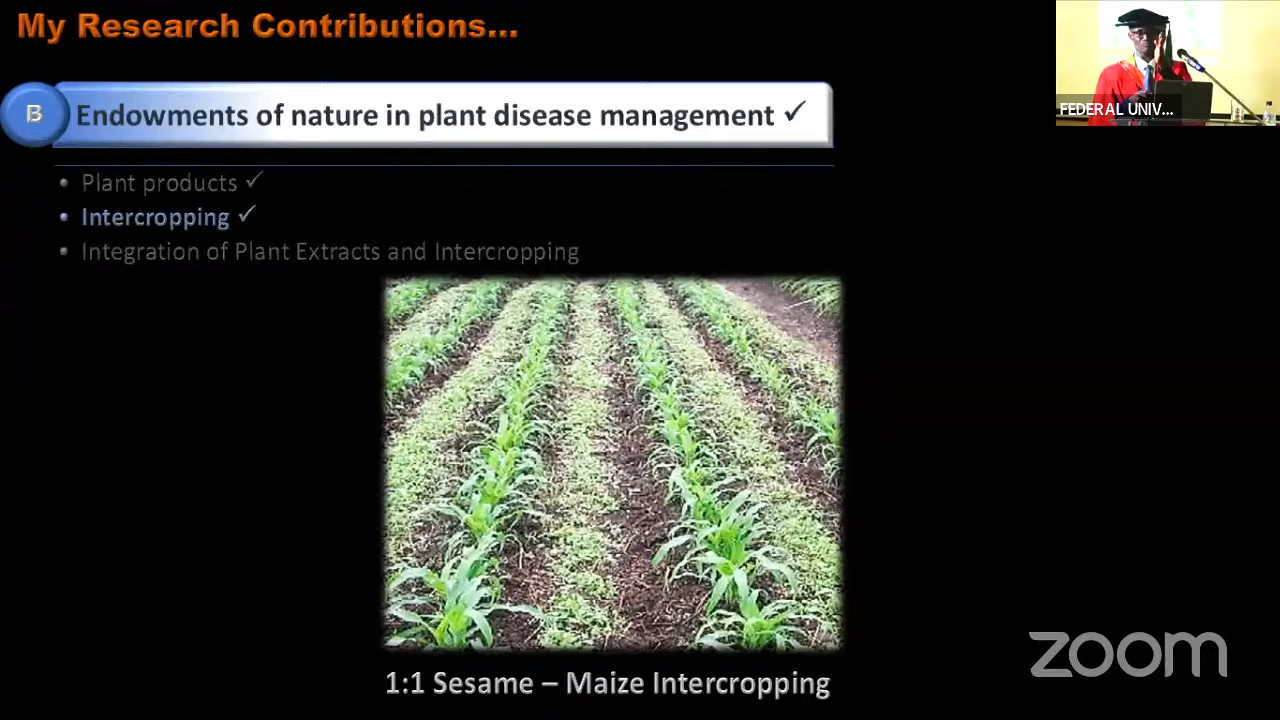 My Research Contributions...
B
Endowments of nature in plant disease management ✓
• Plant products ✓
• Intercropping ✓
• Integration of Plant Extracts and Intercropping
1:1 Sesame – Maize Intercropping
FEDERAL UNIV...
zoom